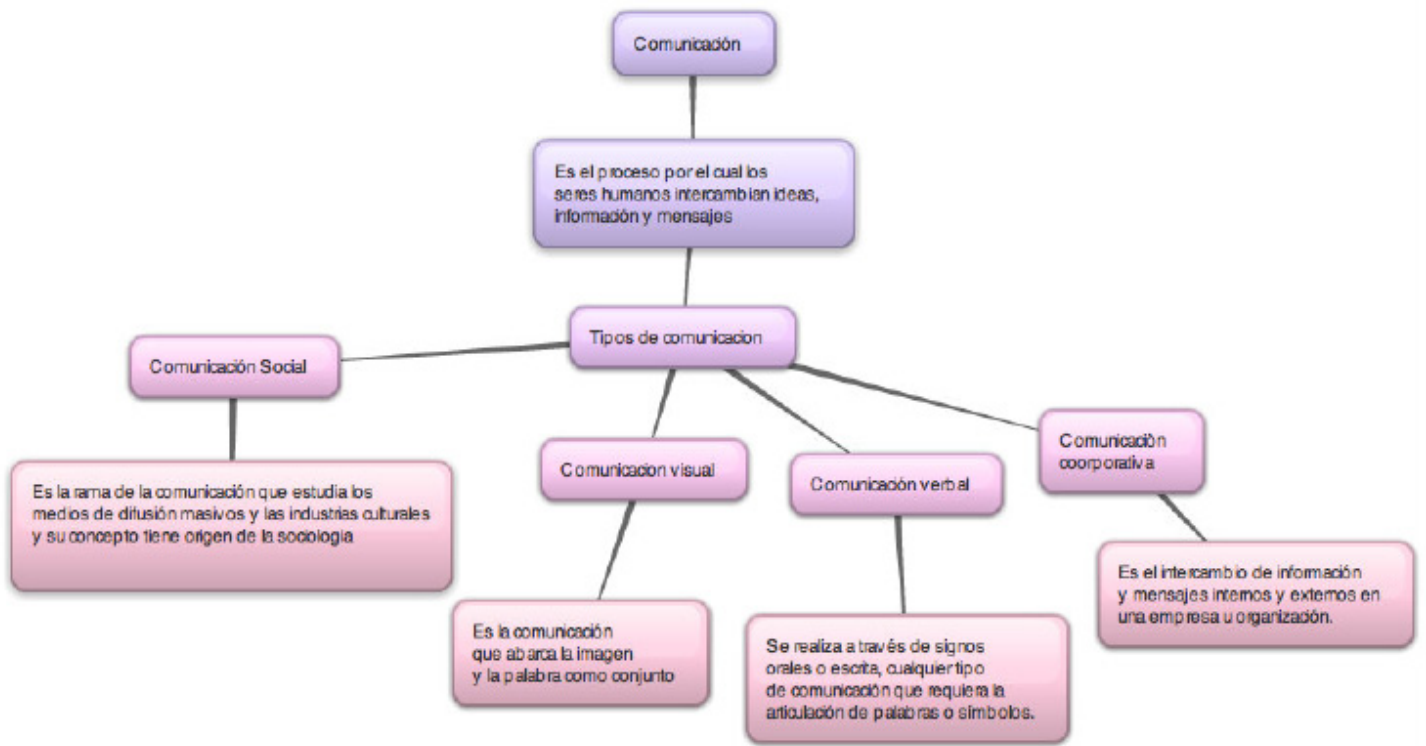 Comunicación
Es el proceso por el cual los
seres humanos intercambian ideas,
información y mensajes
Tipos de comunicacion
Comunicación Social
Es la rama de la comunicación que estudia los
medios de difusión masivos y las industrias culturales
y su concepto tiene origen de la sociologia
Comunicacion visual
Es la comunicación
que abarca la imagen
y la palabra como conjunto
Comunicación verbal
Se realiza a través de signos
orales o escrita, cualquier tipo
de comunicación que requiera la
articulación de palabras o símbolos.
Comunicaciòn
coorporativa
Es el intercambio de información
y mensajes internos y externos en
una empresa u organización.